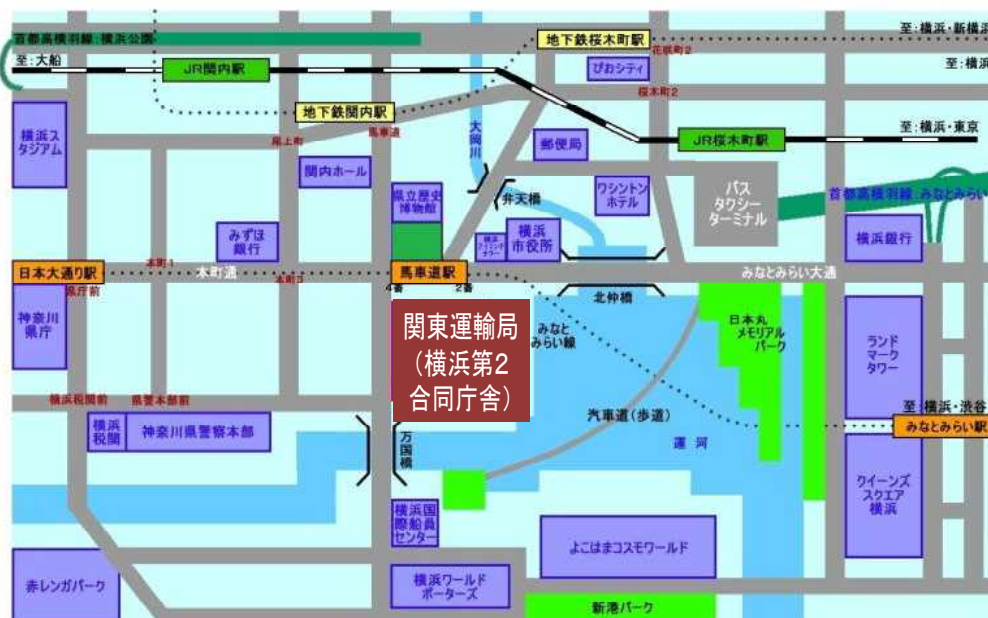 首都高横羽線:横浜公園
地下鉄桜木町駅
至:横浜・新横浜
花咲町2
至:大船
JR関内駅
ぴおシティ
至:横浜
桜木町2
地下鉄関内駅
至:横浜・東京
横浜ス
タジアム
尾上町
馬車道
大岡川
郵便局
JR桜木町駅
関内ホール
県立歴史
博物館
弁天橋
ワシントン
ホテル
バス
タクシー
ターミナル
首都高横羽線:みなとみらい
みずほ
銀行
横浜
アイランド
タワー
横浜
市役所
横浜銀行
日本大通り駅
本町1
本町通
本町3
馬車道駅
みなとみらい大通
県庁前
4番
2番
北仲橋
神奈川
県庁
関東運輸局
(横浜第2
合同庁舎)
みなと
みらい線
日本丸
メモリアル
パーク
ランド
マーク
タワー
横浜税関前
県警本部前
汽車道(歩道)
至:横浜・渋谷
みなとみらい駅
横浜
税関
神奈川県警察本部
万国橋
運河
クイーンズ
スクエア
横浜
横浜国
際船員
センター
よこはまコスモワールド
赤レンガパーク
横浜ワールド
ポーターズ
新港パーク